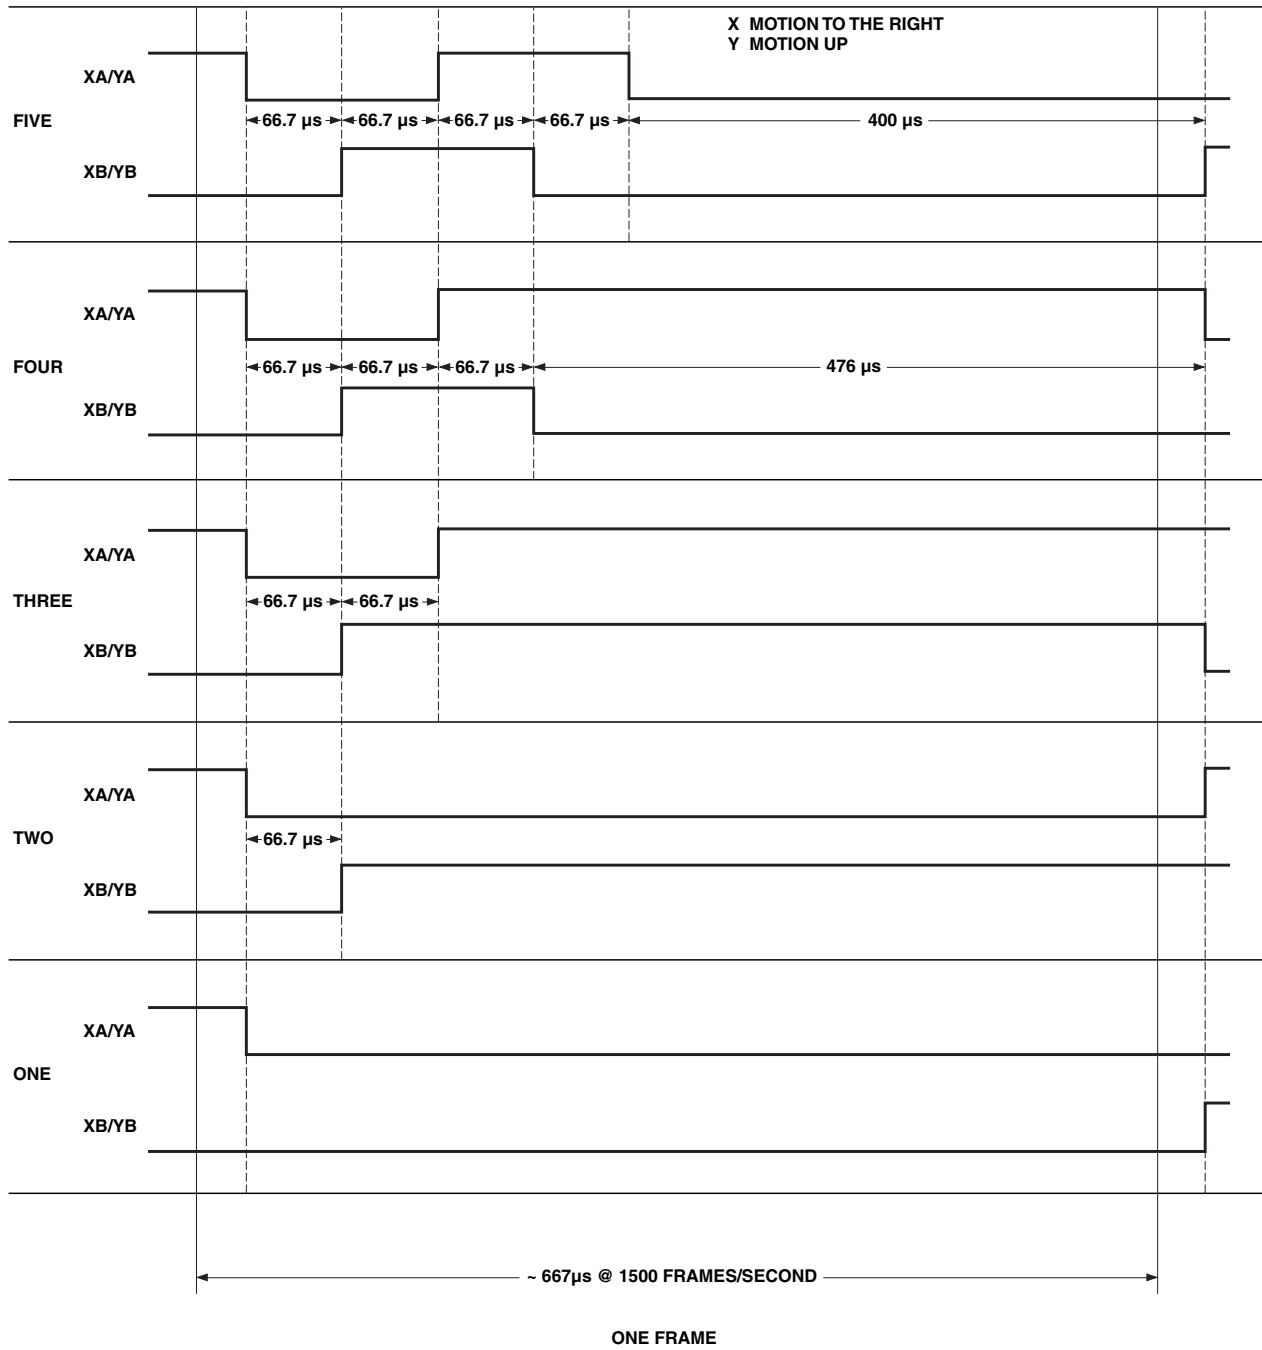 X MOTION TO THE RIGHT
Y MOTION UP
XA/YA
FIVE
66.7 µs 66.7 µs 66.7 µs 66.7 µs 400 µs
XB/YB
XA/YA
FOUR
66.7 µs 66.7 µs 66.7 µs 476 µs
XB/YB
XA/YA
THREE
66.7 µs 66.7 µs
XB/YB
XA/YA
TWO
66.7 µs
XB/YB
XA/YA
ONE
XB/YB
~ 667µs @ 1500 FRAMES/SECOND
ONE FRAME